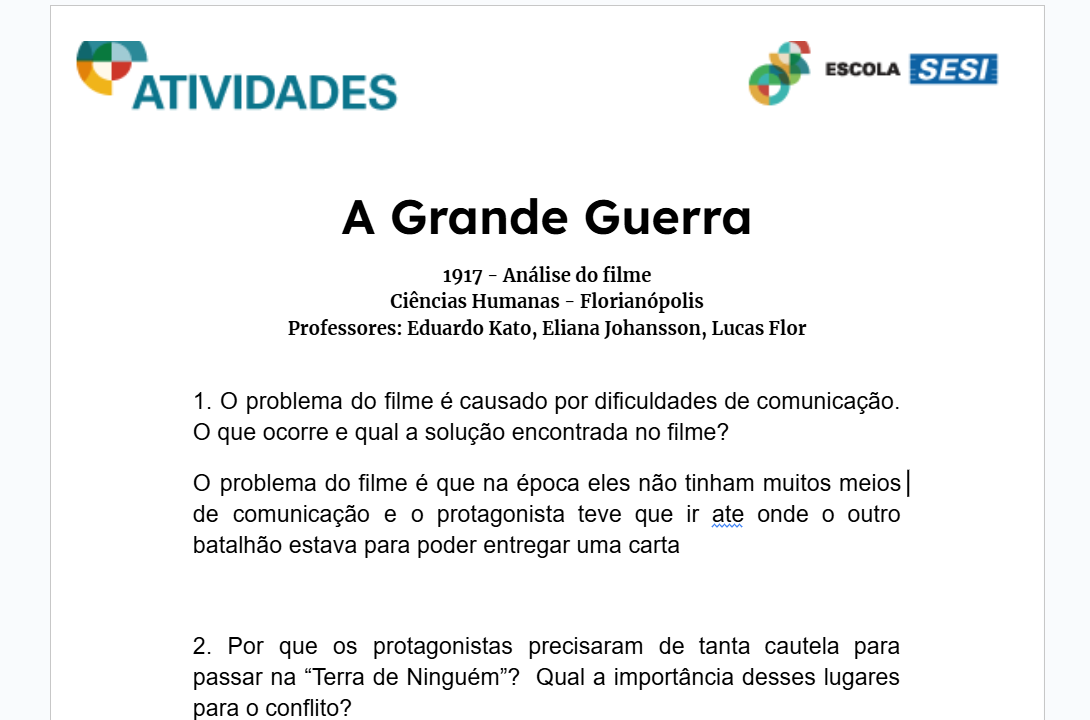 ATIVIDADES
ESCOLA SESI
A Grande Guerra
1917 - Análise do filme
Ciências Humanas - Florianópolis
Professores: Eduardo Kato, Eliana Johansson, Lucas Flor
1. O problema do filme é causado por dificuldades de comunicação.
O que ocorre e qual a solução encontrada no filme?
O problema do filme é que na época eles não tinham muitos meios
de comunicação e o protagonista teve que ir ate onde o outro
batalhão estava para poder entregar uma carta
2. Por que os protagonistas precisaram de tanta cautela para
passar na “Terra de Ninguém”?  Qual a importância desses lugares
para o conflito?